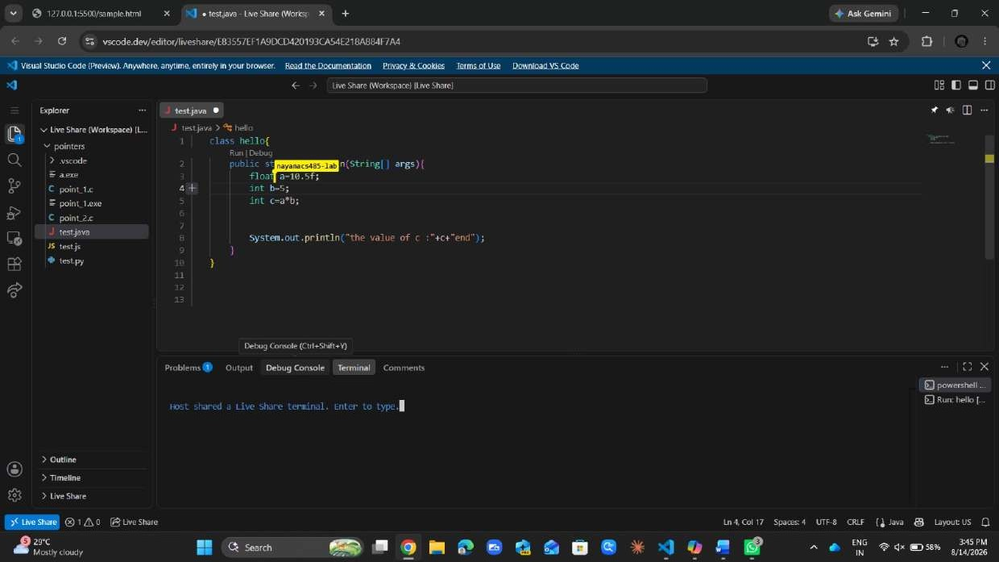 127.0.0.1:5500/sample.html
● test.java - Live Share (Worksp
Ask Gemini
vscode.dev/editor/liveshare/E83557EF1A9DCD420193CA54E218A884F7A4
Visual Studio Code (Preview). Anywhere, anytime, entirely in your browser. Read the Documentation Privacy & Cookies Terms of Use Download VS Code
Live Share (Workspace) [Live Share]
Explorer
Live Share (Workspace) [L...
pointers
.vscode
a.exe
C point_1.c
point_1.exe
C point_2.c
J test.java
JS test.js
test.py
Outline
Timeline
Live Share
1
J test.java ●
J test.java > hello
1 class hello{
Run | Debug
2 public st nayanacs485-lab n(String[] args){
3 float a=10.5f;
4 int b=5;
5 int c=a*b;
6
7
8 System.out.println("the value of c :"+c+"end");
9 }
10 }
11
12
13
Debug Console (Ctrl+Shift+Y)
Problems 1 Output Debug Console Terminal Comments
Host shared a Live Share terminal. Enter to type.
powershell ...
Run: hello [...
Live Share 1 0 Live Share
Ln 4, Col 17 Spaces: 4 UTF-8 CRLF Java Layout: US
5
29°C
Mostly cloudy
Search
3
ENG
IN
58%
3:45 PM
8/14/2026